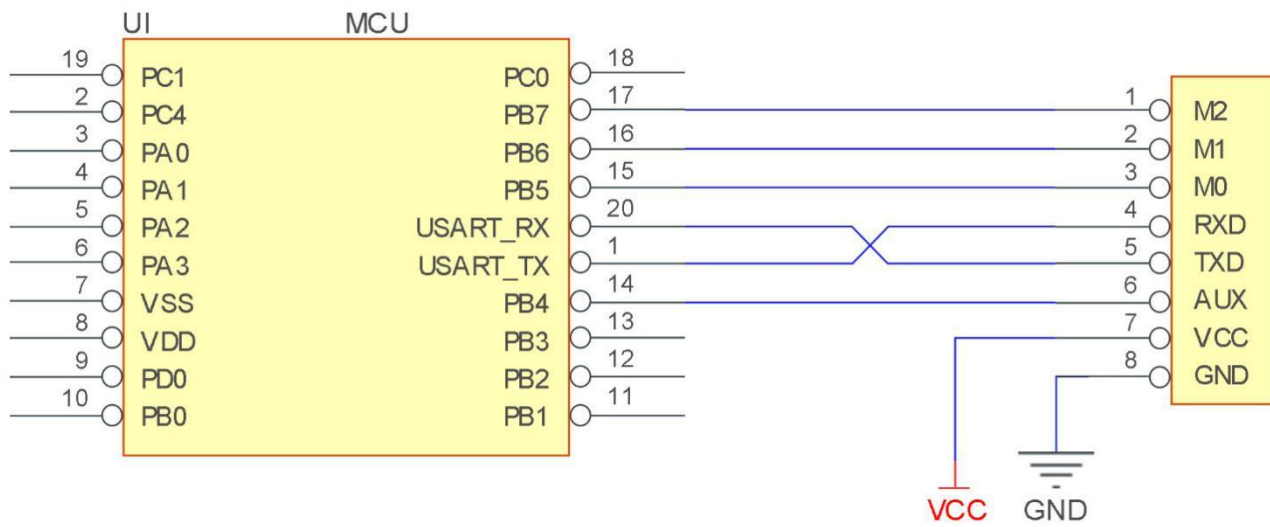 UI MCU
19 PC1 PC0 18
2 PC4 PB7 17 1 M2
3 PA0 PB6 16 2 M1
4 PA1 PB5 15 3 M0
5 PA2 USART_RX 20 4 RXD
6 PA3 USART_TX 1 5 TXD
7 VSS PB4 14 6 AUX
8 VDD PB3 13 7 VCC
9 PD0 PB2 12 8 GND
10 PB0 PB1 11
VCC GND